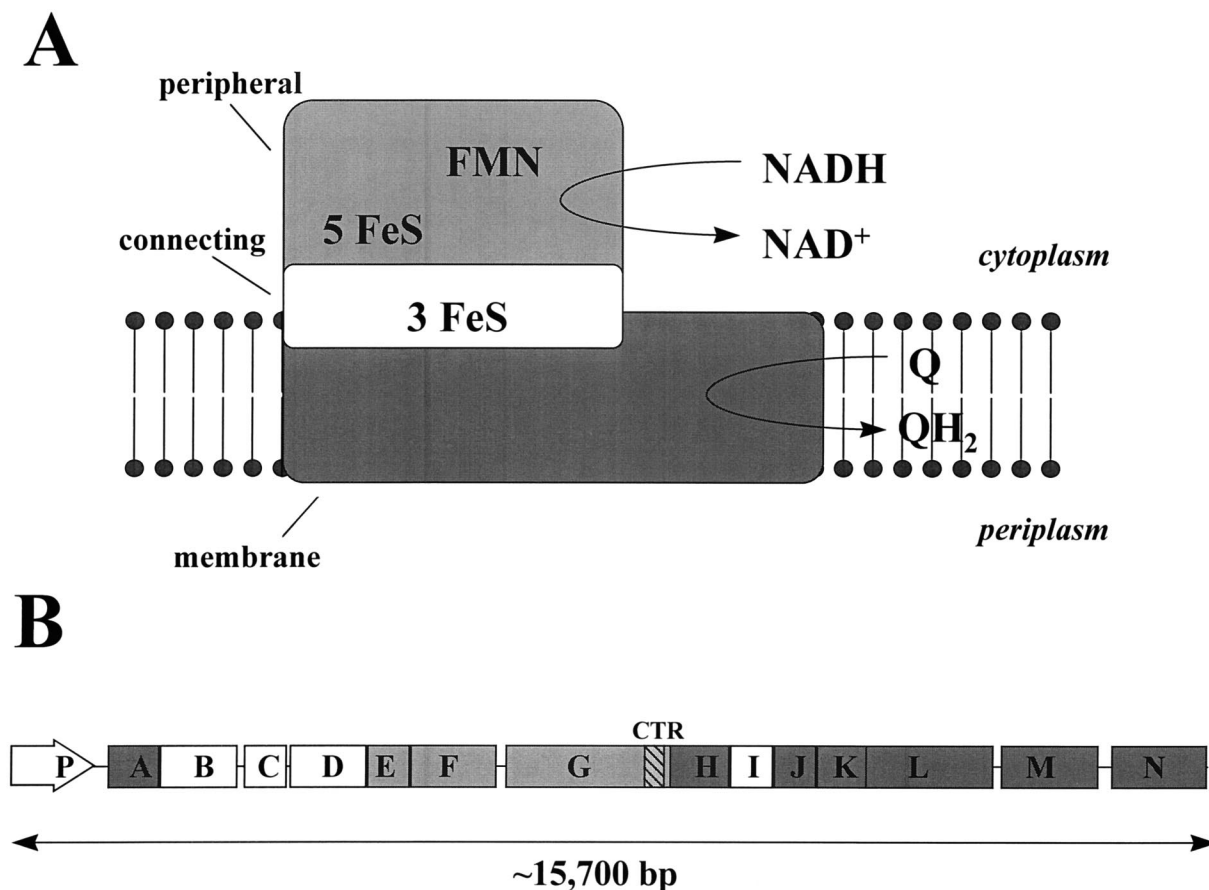 A
peripheral
FMN
NADH
5 FeS
NAD⁺
connecting
cytoplasm
3 FeS
Q
QH₂
periplasm
membrane
B
CTR
P A B C D E F G H I J K L M N
~15,700 bp